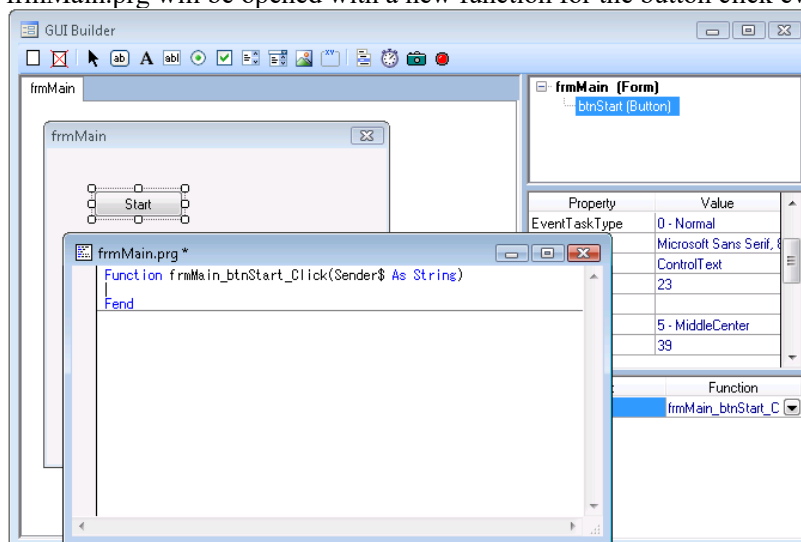 frmMain.prg will be opened with a new function for the button click
GUI Builder
frmMain
frmMain
Start
frmMain (Form)
btnStart (Button)
Property Value
EventTaskType 0 - Normal
Microsoft Sans Serif,
ControlText
23
5 - MiddleCenter
39
Function
frmMain_btnStart_C
frmMain.prg *
Function frmMain_btnStart_Click(Sender$ As String)
Fend